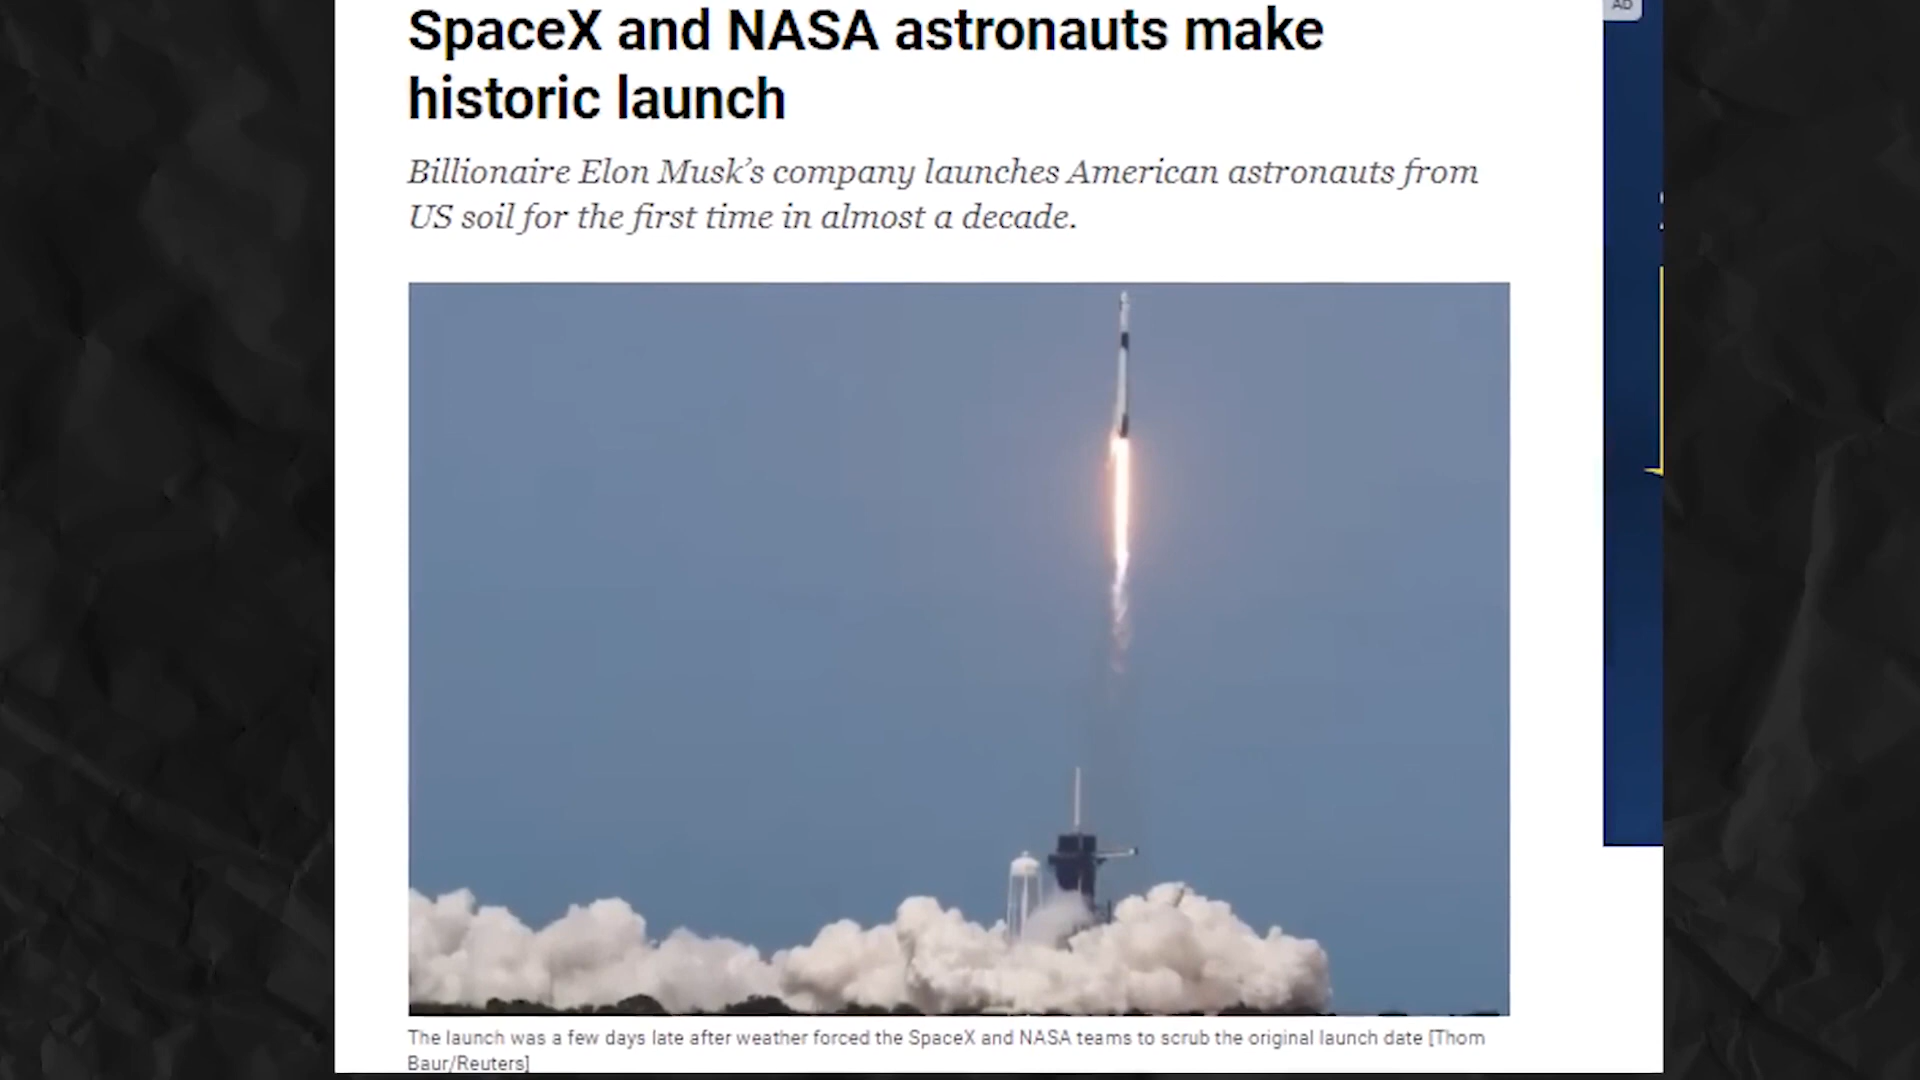 AD
SpaceX and NASA astronauts make
historic launch
Billionaire Elon Musk’s company launches American astronauts from
US soil for the first time in almost a decade.
The launch was a few days late after weather forced the SpaceX and NASA teams to scrub the original launch date [Thom
Baur/Reuters]